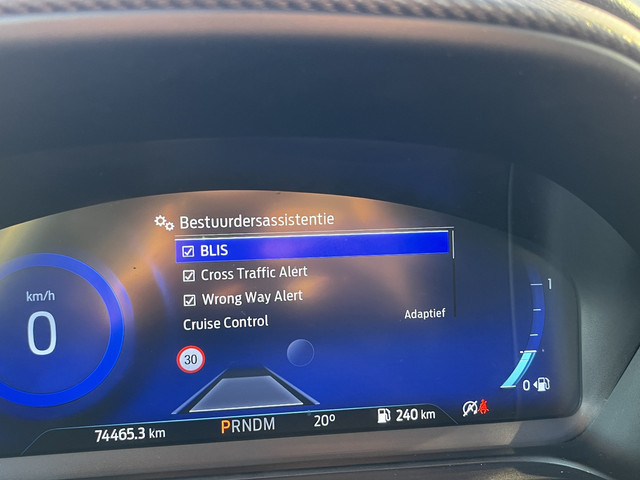 Bestuurdersassistentie
BLIS
Cross Traffic Alert
Wrong Way Alert
Cruise Control Adaptief
km/h
0
30
1
0
74465.3 km PRNDM 20° 240 km